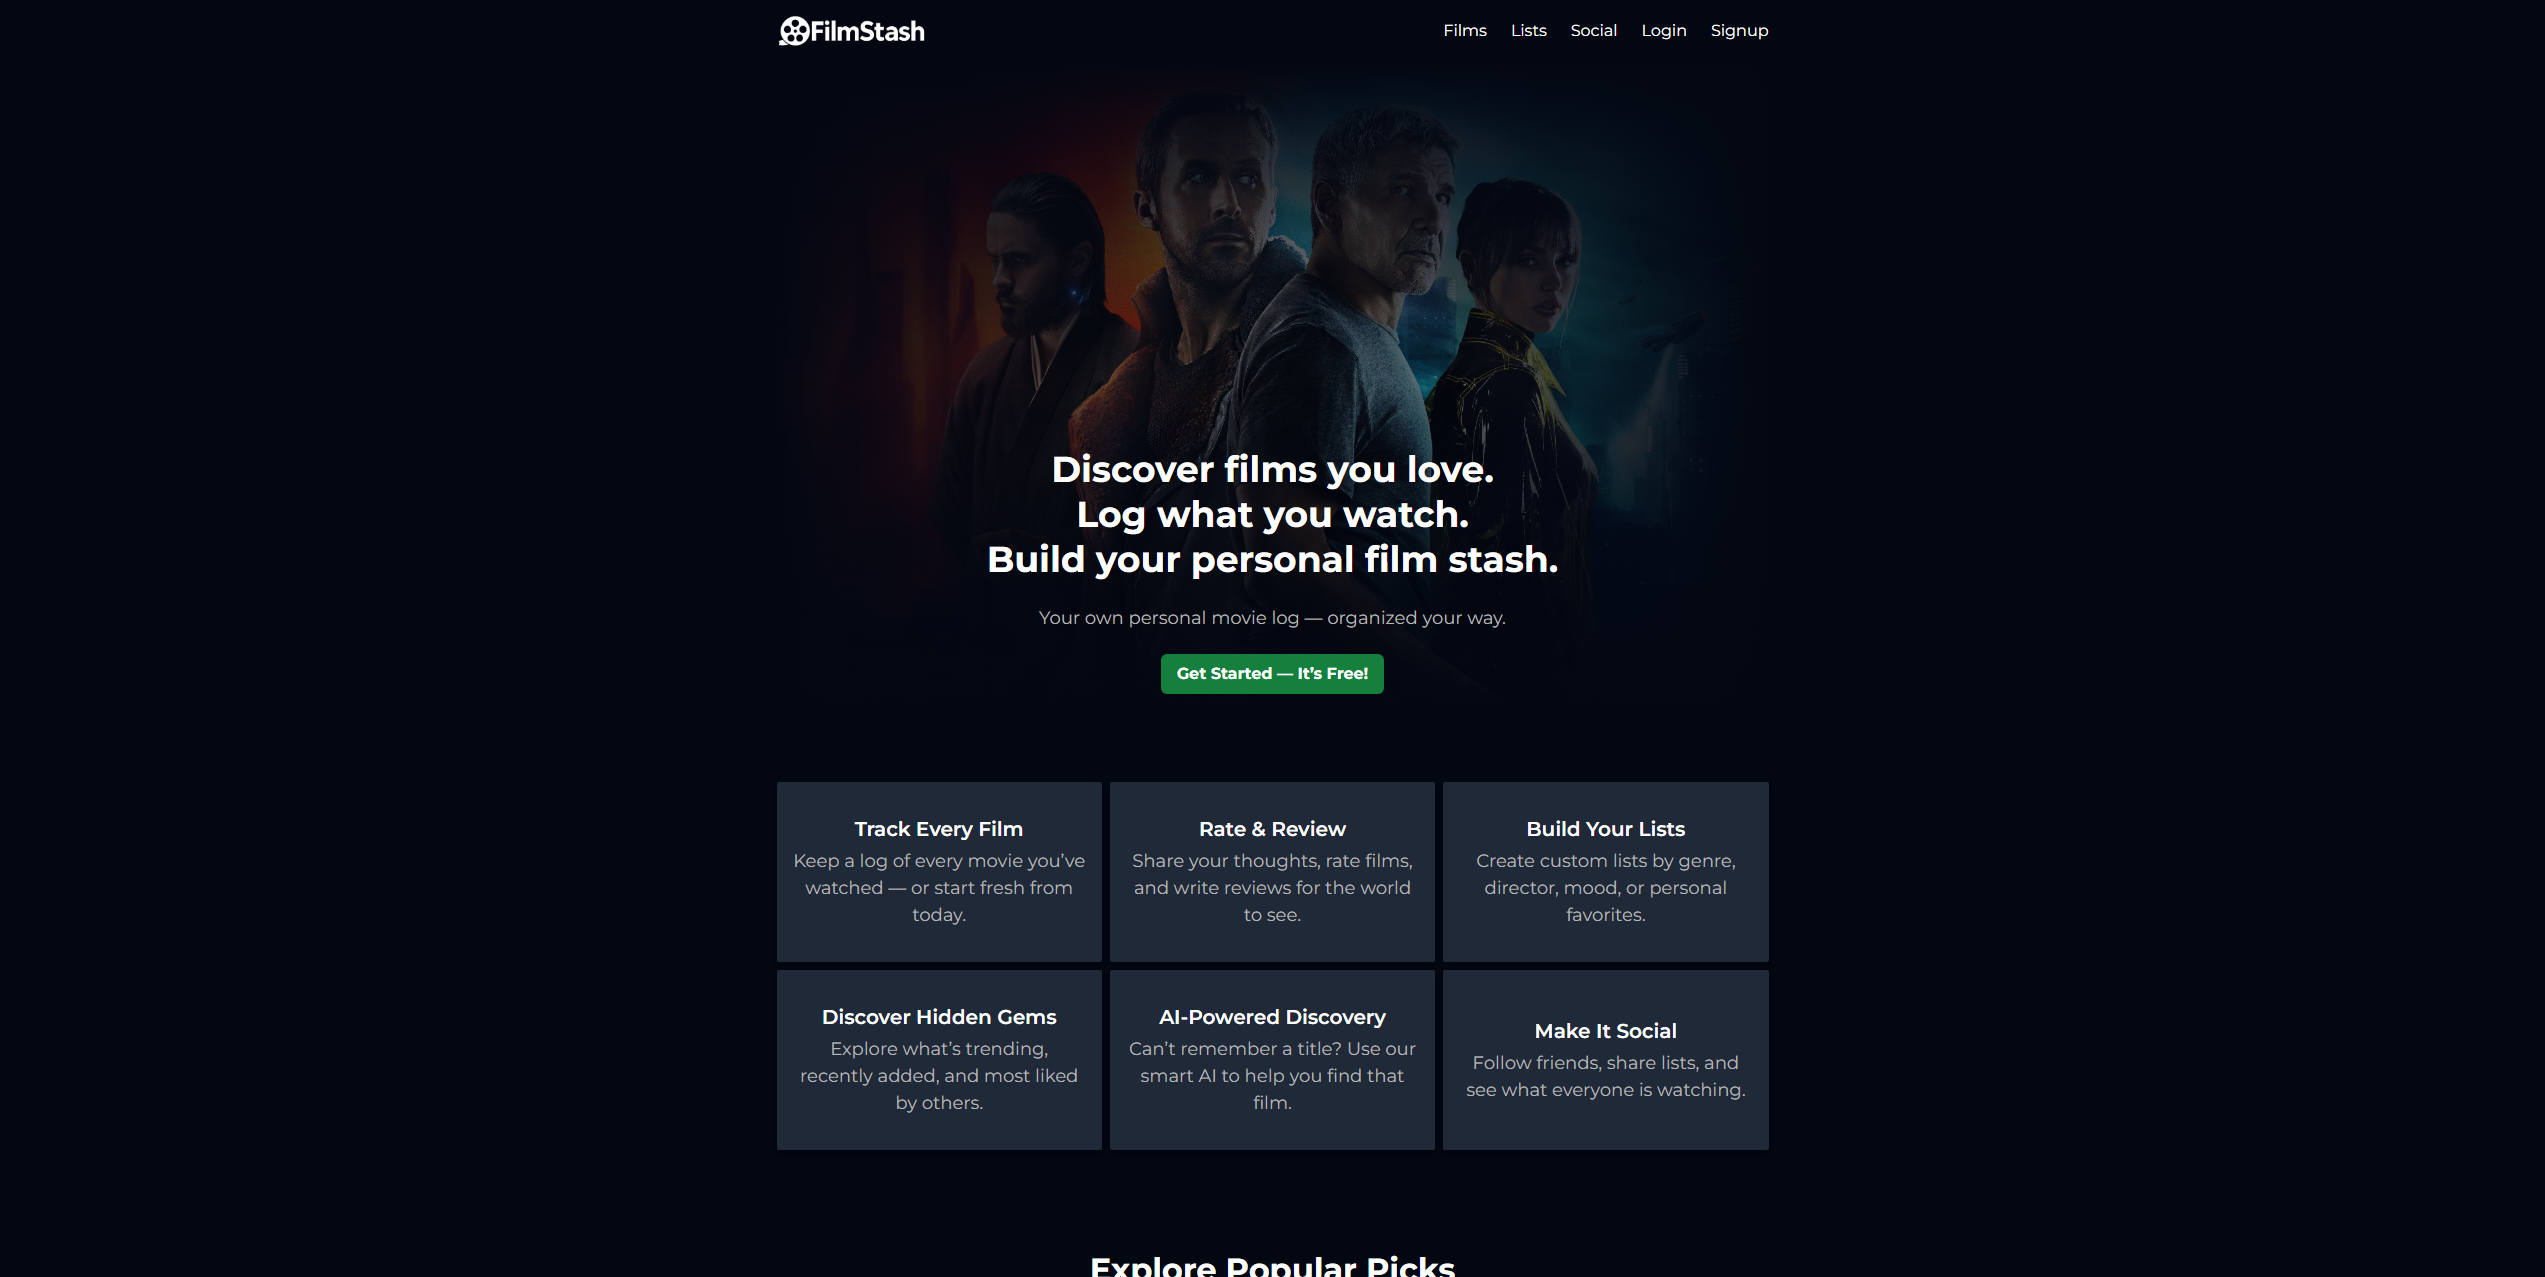 FilmStash
Films
Lists
Social
Login
Signup
Discover films you love.
Log what you watch.
Build your personal film stash.
Your own personal movie log — organized your way.
Get Started — It’s Free!
Track Every Film
Keep a log of every movie you’ve
watched — or start fresh from
today.
Rate & Review
Share your thoughts, rate films,
and write reviews for the world
to see.
Build Your Lists
Create custom lists by genre,
director, mood, or personal
favorites.
Discover Hidden Gems
Explore what’s trending,
recently added, and most liked
by others.
AI-Powered Discovery
Can’t remember a title? Use our
smart AI to help you find that
film.
Make It Social
Follow friends, share lists, and
see what everyone is watching.
Explore Popular Picks